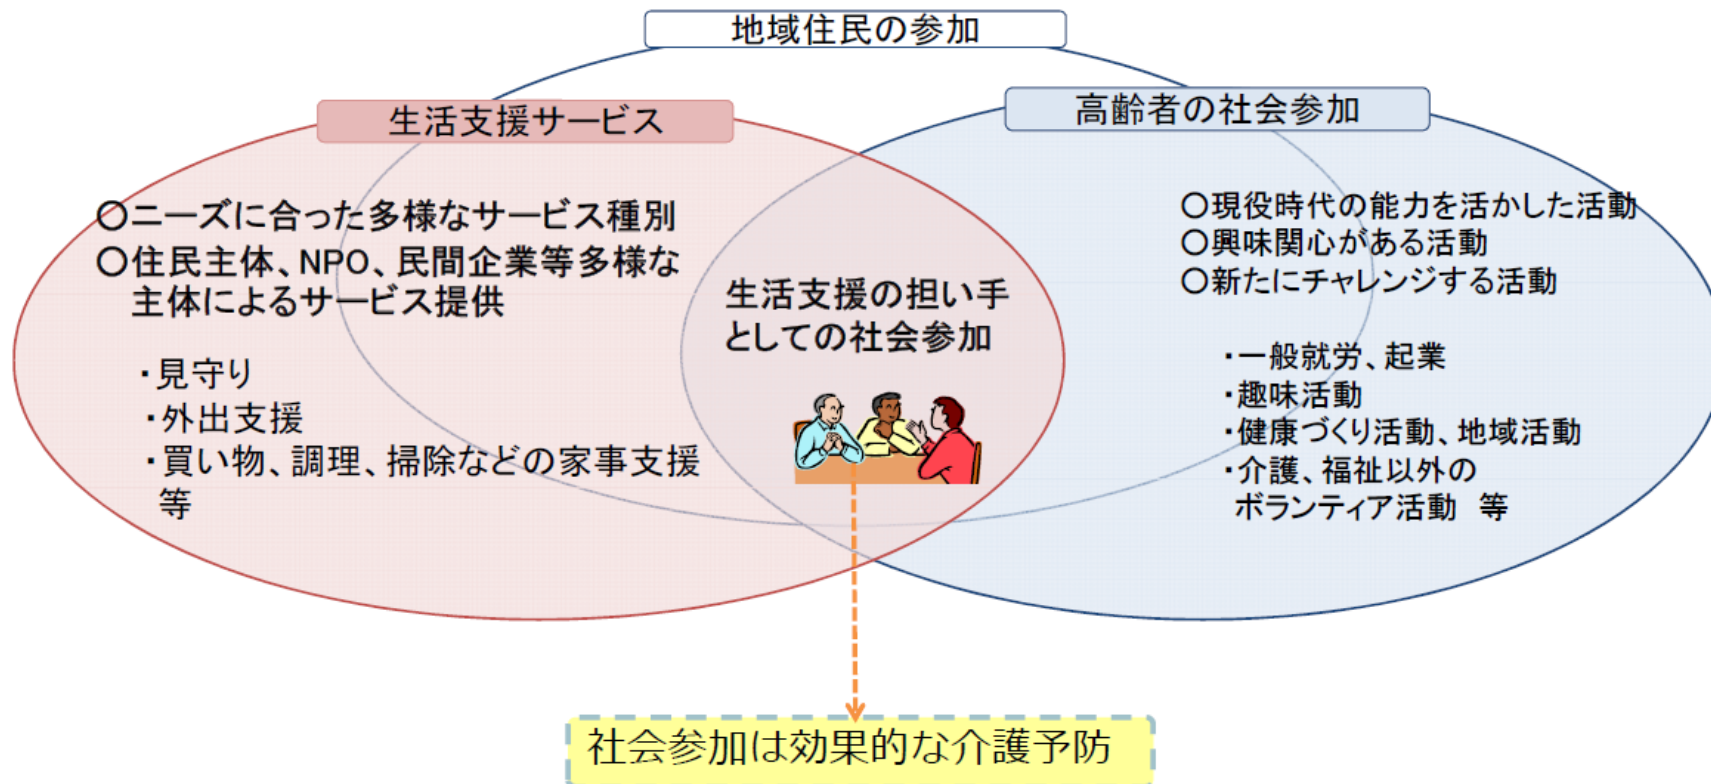 地域住民の参加
生活支援サービス
高齢者の社会参加
○ニーズに合った多様なサービス種別
○住民主体、NPO、民間企業等多様な
主体によるサービス提供
・見守り
・外出支援
・買い物、調理、掃除などの家事支援
等
生活支援の担い手
としての社会参加
○現役時代の能力を活かした活動
○興味関心がある活動
○新たにチャレンジする活動
・一般就労、起業
・趣味活動
・健康づくり活動、地域活動
・介護、福祉以外の
ボランティア活動 等
社会参加は効果的な介護予防